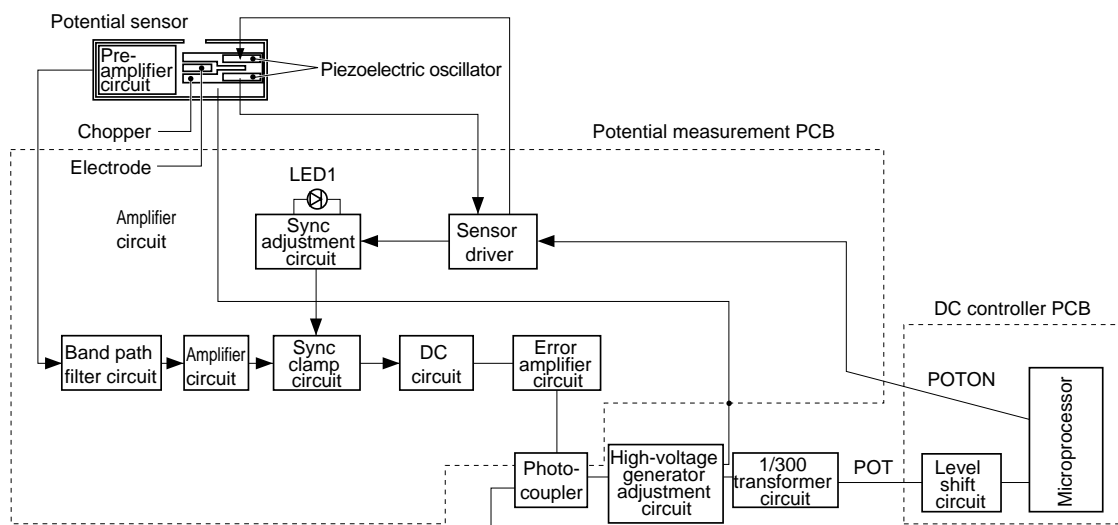 Potential sensor
Pre-
amplifier
circuit
Piezoelectric oscillator
Chopper
Electrode
Potential measurement PCB
LED1
Amplifier
circuit
Sync
adjustment
circuit
Sensor
driver
DC controller PCB
Band path
filter circuit
Amplifier
circuit
Sync
clamp
circuit
DC
circuit
Error
amplifier
circuit
POTON
Microprocessor
Photo-
coupler
High-voltage
generator
adjustment
circuit
1/300
transformer
circuit
POT
Level
shift
circuit